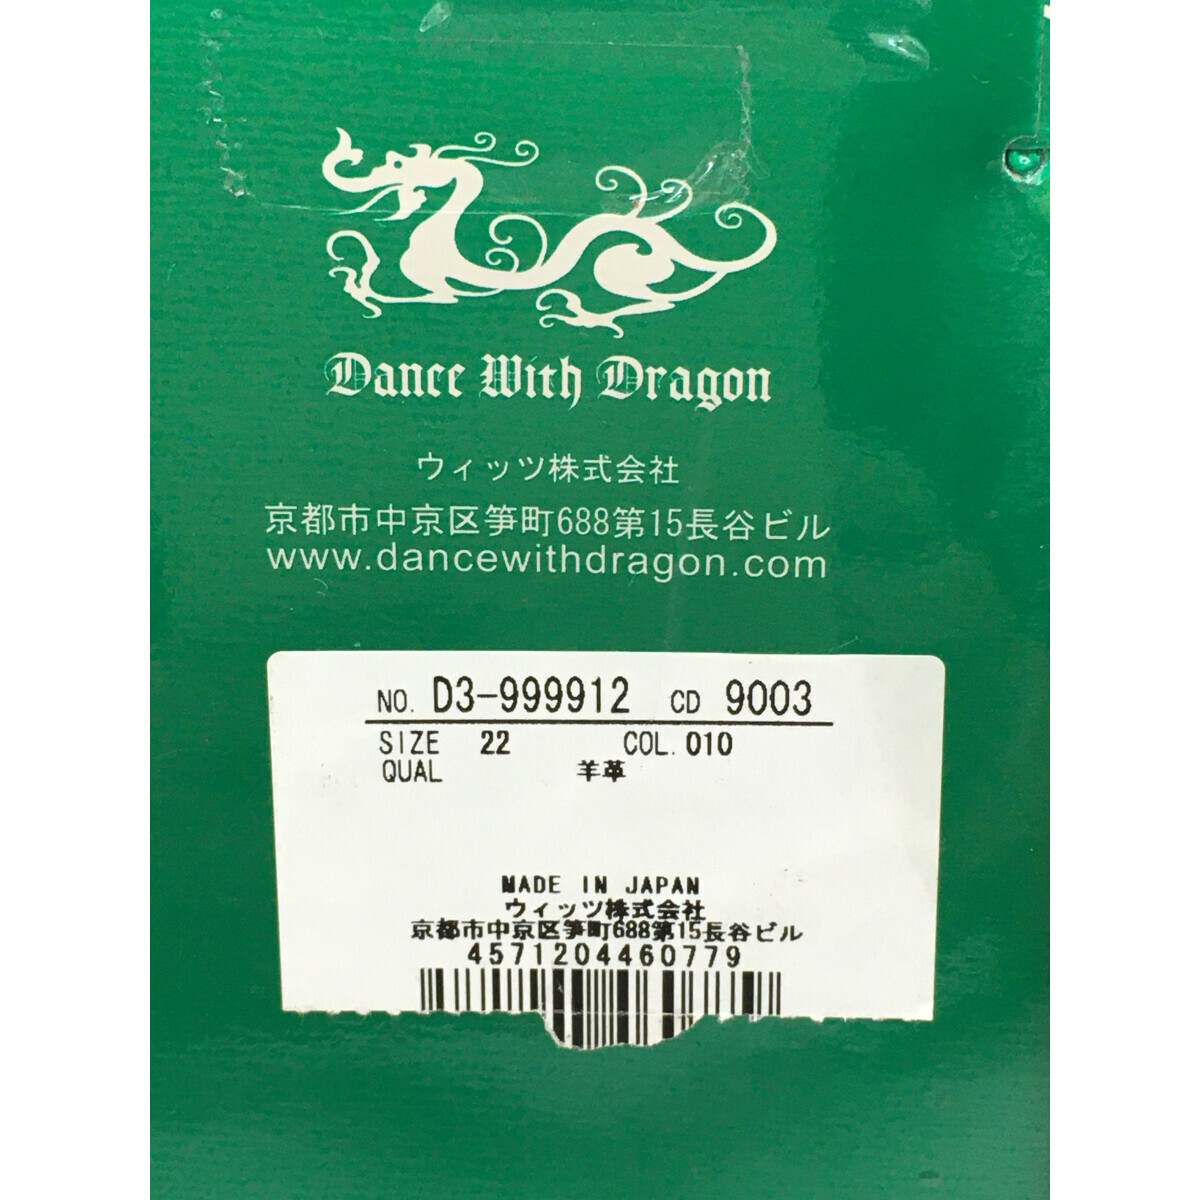 Dance With Dragon
ウィッツ株式会社
京都市中京区笋町688第15長谷ビル
www.dancewithdragon.com
NO. D3-999912 CD 9003
SIZE 22 COL. 010
QUAL 羊革
MADE IN JAPAN
ウィッツ株式会社
京都市中京区笋町688第15長谷ビル
4571204460779